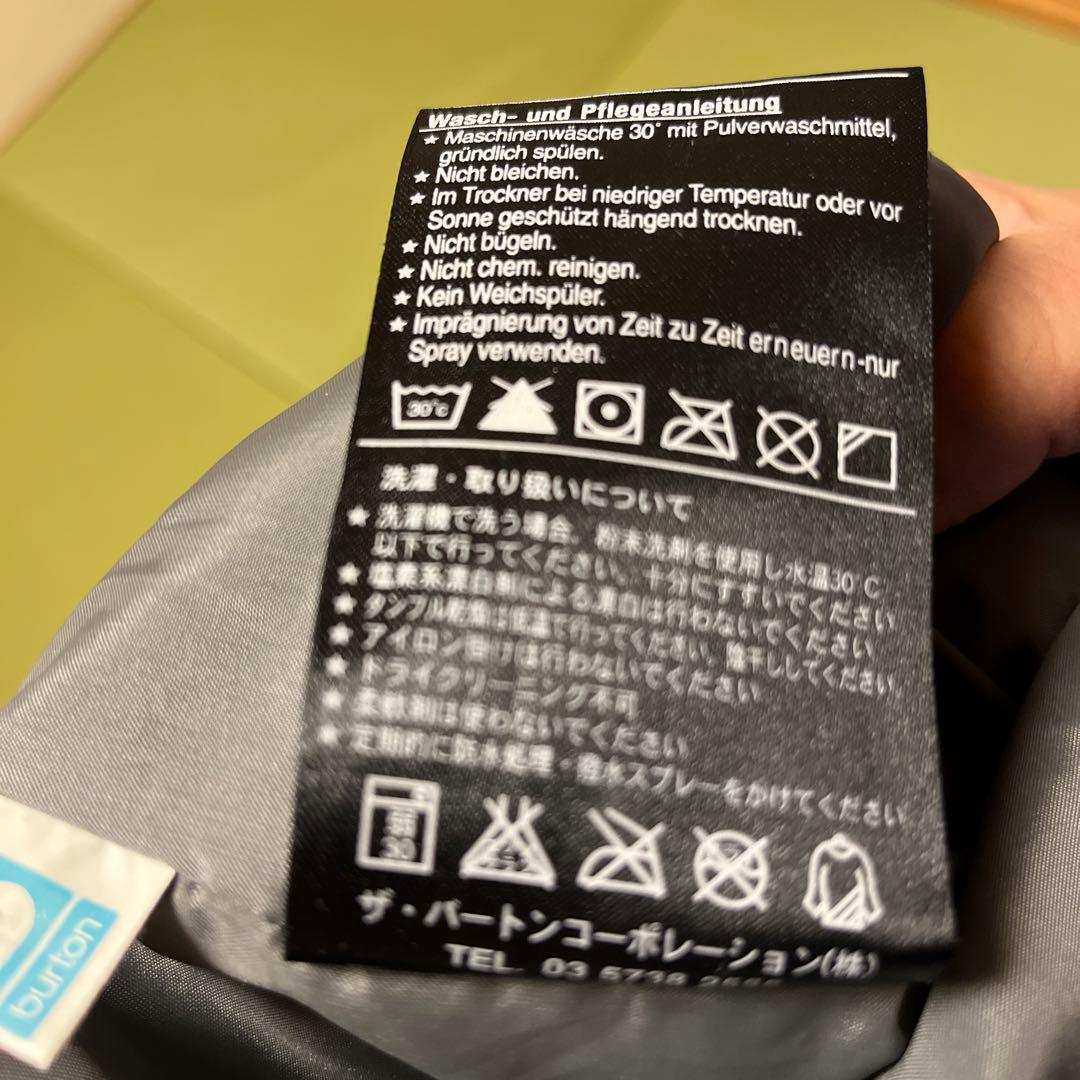 Wasch- und Pflegeanleitung
★ Maschinenwäsche 30° mit Pulverwaschmittel,
gründlich spülen.
★ Nicht bleichen.
★ Im Trockner bei niedriger Temperatur oder vor
Sonne geschützt hängend trocknen.
★ Nicht bügeln.
★ Nicht chem. reinigen.
★ Kein Weichspüler.
★ Imprägnierung von Zeit zu Zeit erneuern-nur
Spray verwenden.
30°c
洗濯・取り扱いについて
★ 洗濯機で洗う場合、粉末洗剤を使用し水温30°C
以下で行ってください、十分にすすいでください
★ 塩素系漂白剤による漂白は行わないでください
★ タンブル乾燥は低温で行ってください、陰干ししてください。
★ アイロン掛けは行わないでください
★ ドライクリーニング不可
★ 柔軟剤は使わないでください
★ 定期的に防水処理・撥水スプレーをかけてください
ザ・バートンコーポレーション(株)
TEL. 03 5738
burton